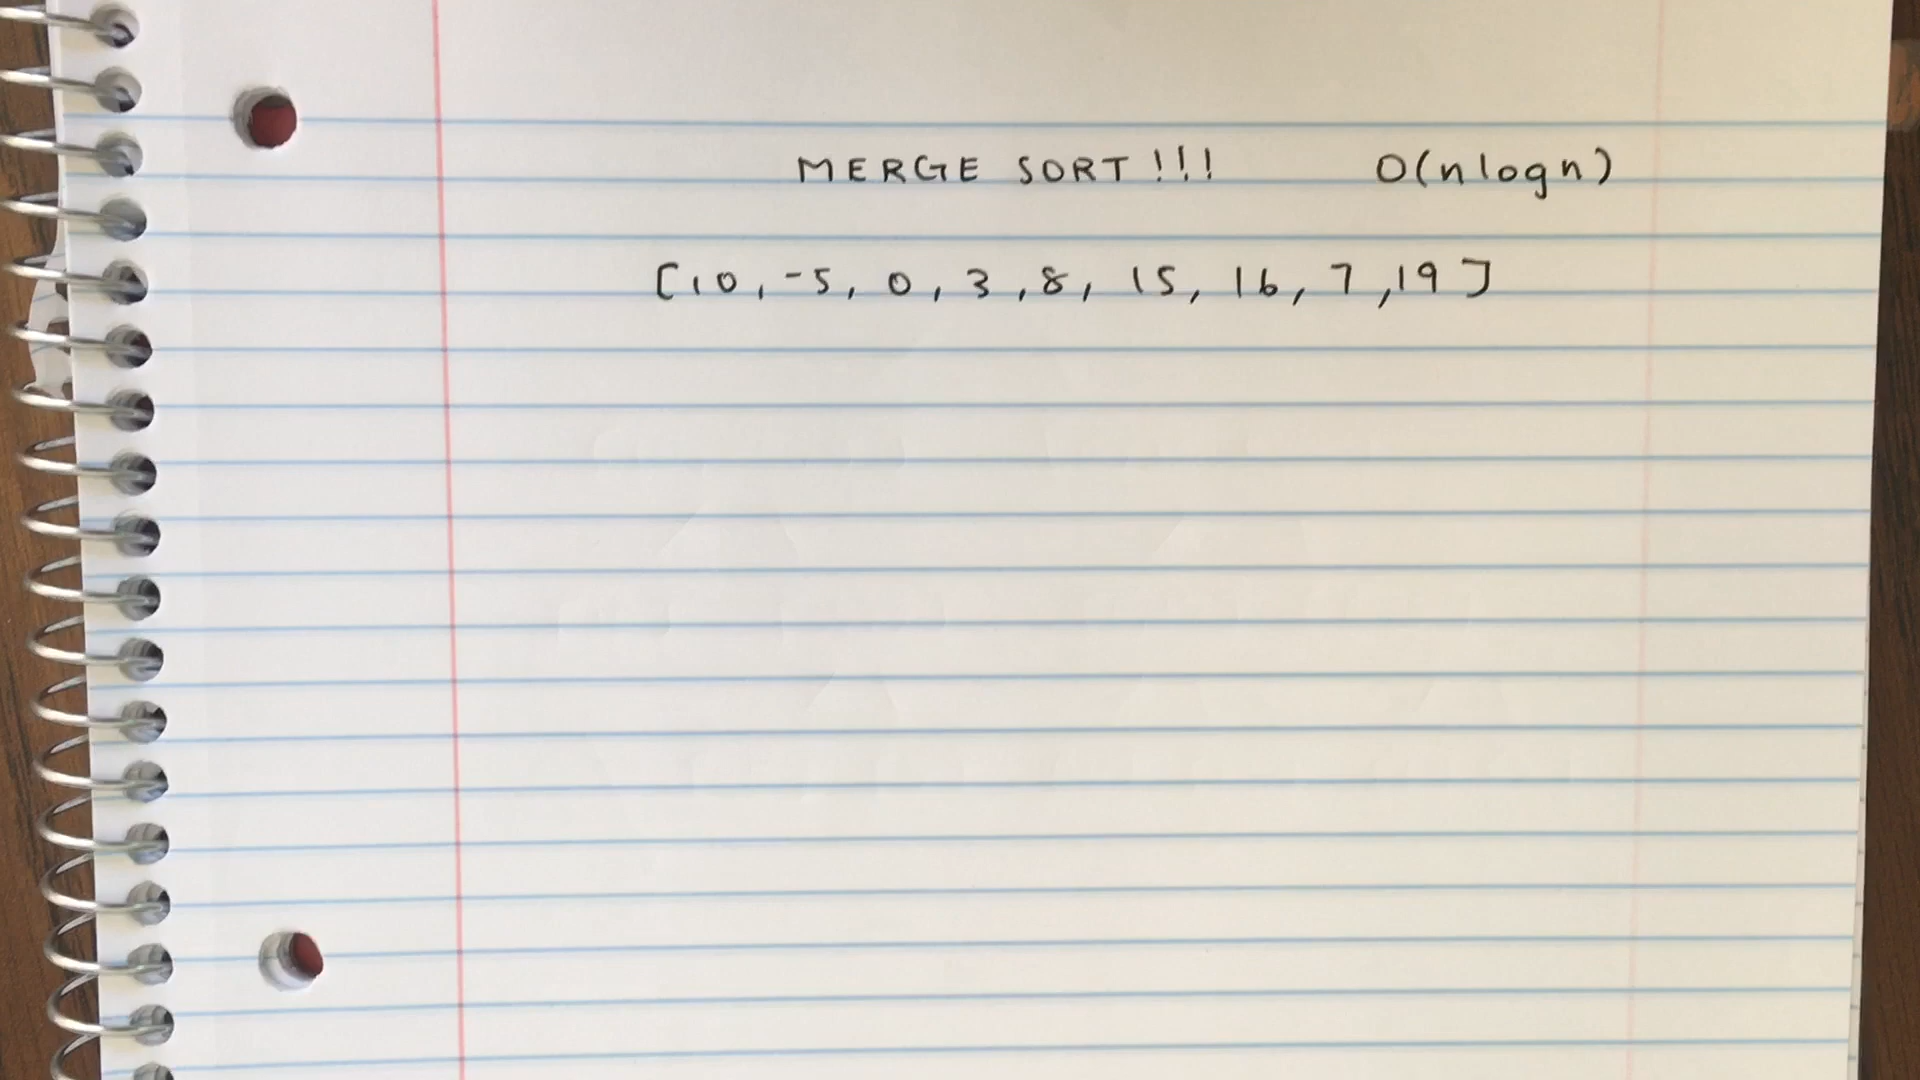 MERGE SORT!!! O(nlogn)
[10, -5, 0, 3, 8, 15, 16, 7, 19]